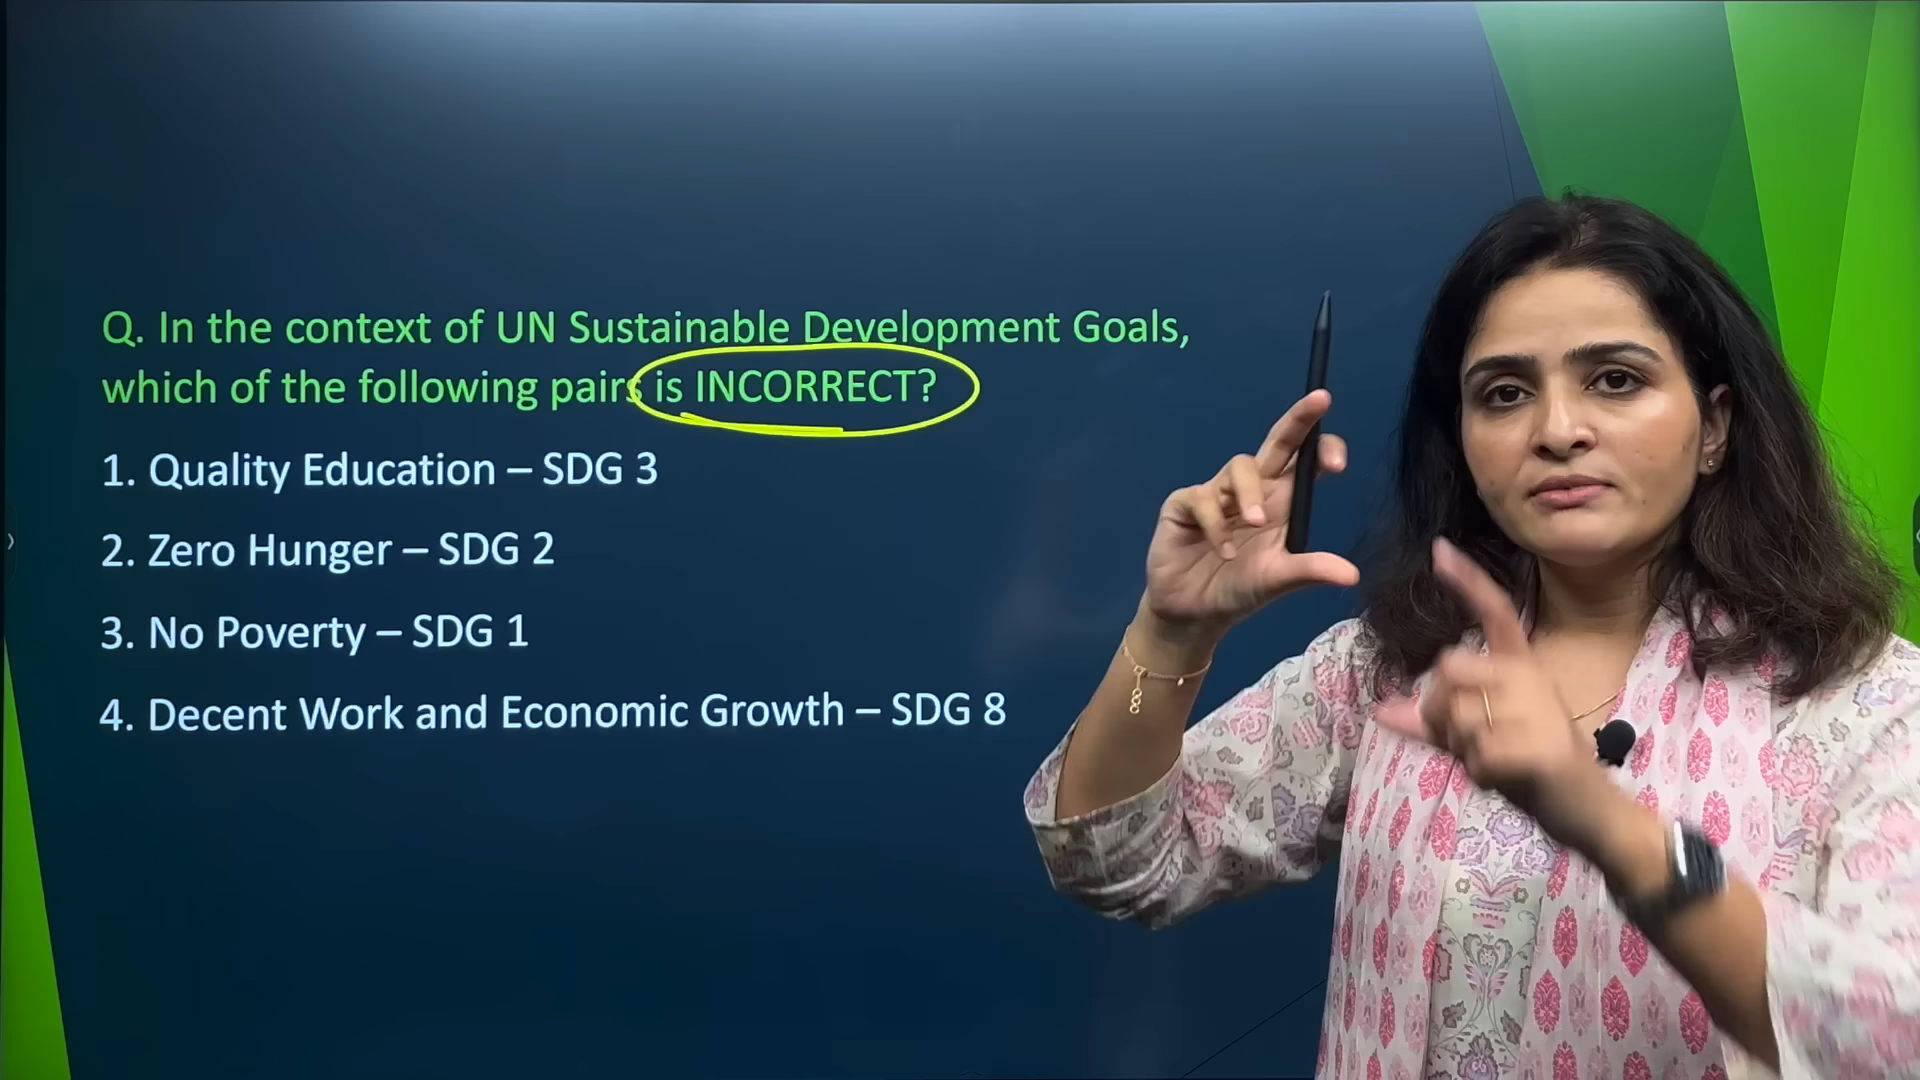 Q. In the context of UN Sustainable Development Goals,
which of the following pairs is INCORRECT?
1. Quality Education – SDG 3
2. Zero Hunger – SDG 2
3. No Poverty – SDG 1
4. Decent Work and Economic Growth – SDG 8